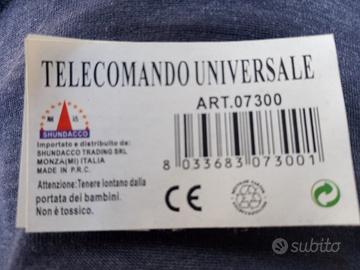 TELECOMANDO UNIVERSALE
ART.07300
SHUNDACCO
Importato e distribuito da:
SHUNDACCO TRADING SRL
MONZA(MI) ITALIA
MADE IN P.R.C.
8 033683 073001
Attenzione:Tenere lontano dalla
portata dei bambini.
Non è tossico.
CE
subito